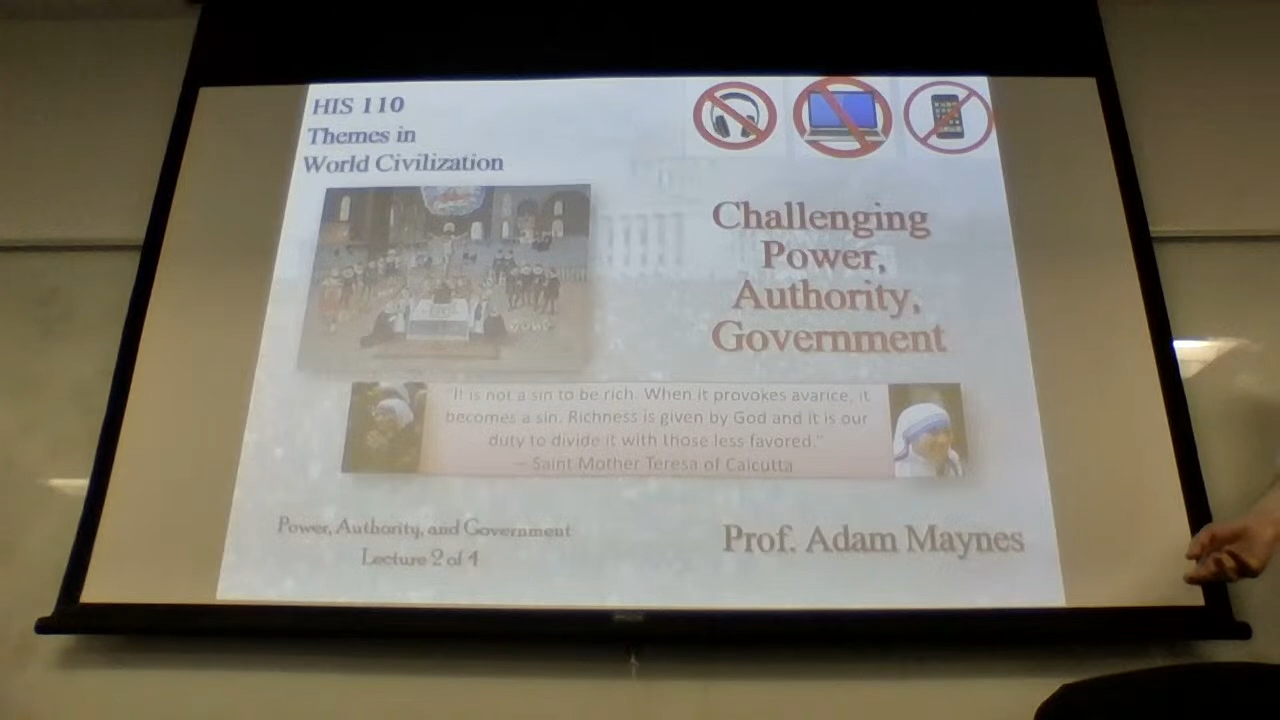 HIS 110
Themes in
World Civilization
Challenging
Power,
Authority,
Government
"It is not a sin to be rich. When it provokes avarice, it
becomes a sin. Richness is given by God and it is our
duty to divide it with those less favored."
– Saint Mother Teresa of Calcutta
Power, Authority, and Government
Lecture 2 of 4
Prof. Adam Maynes